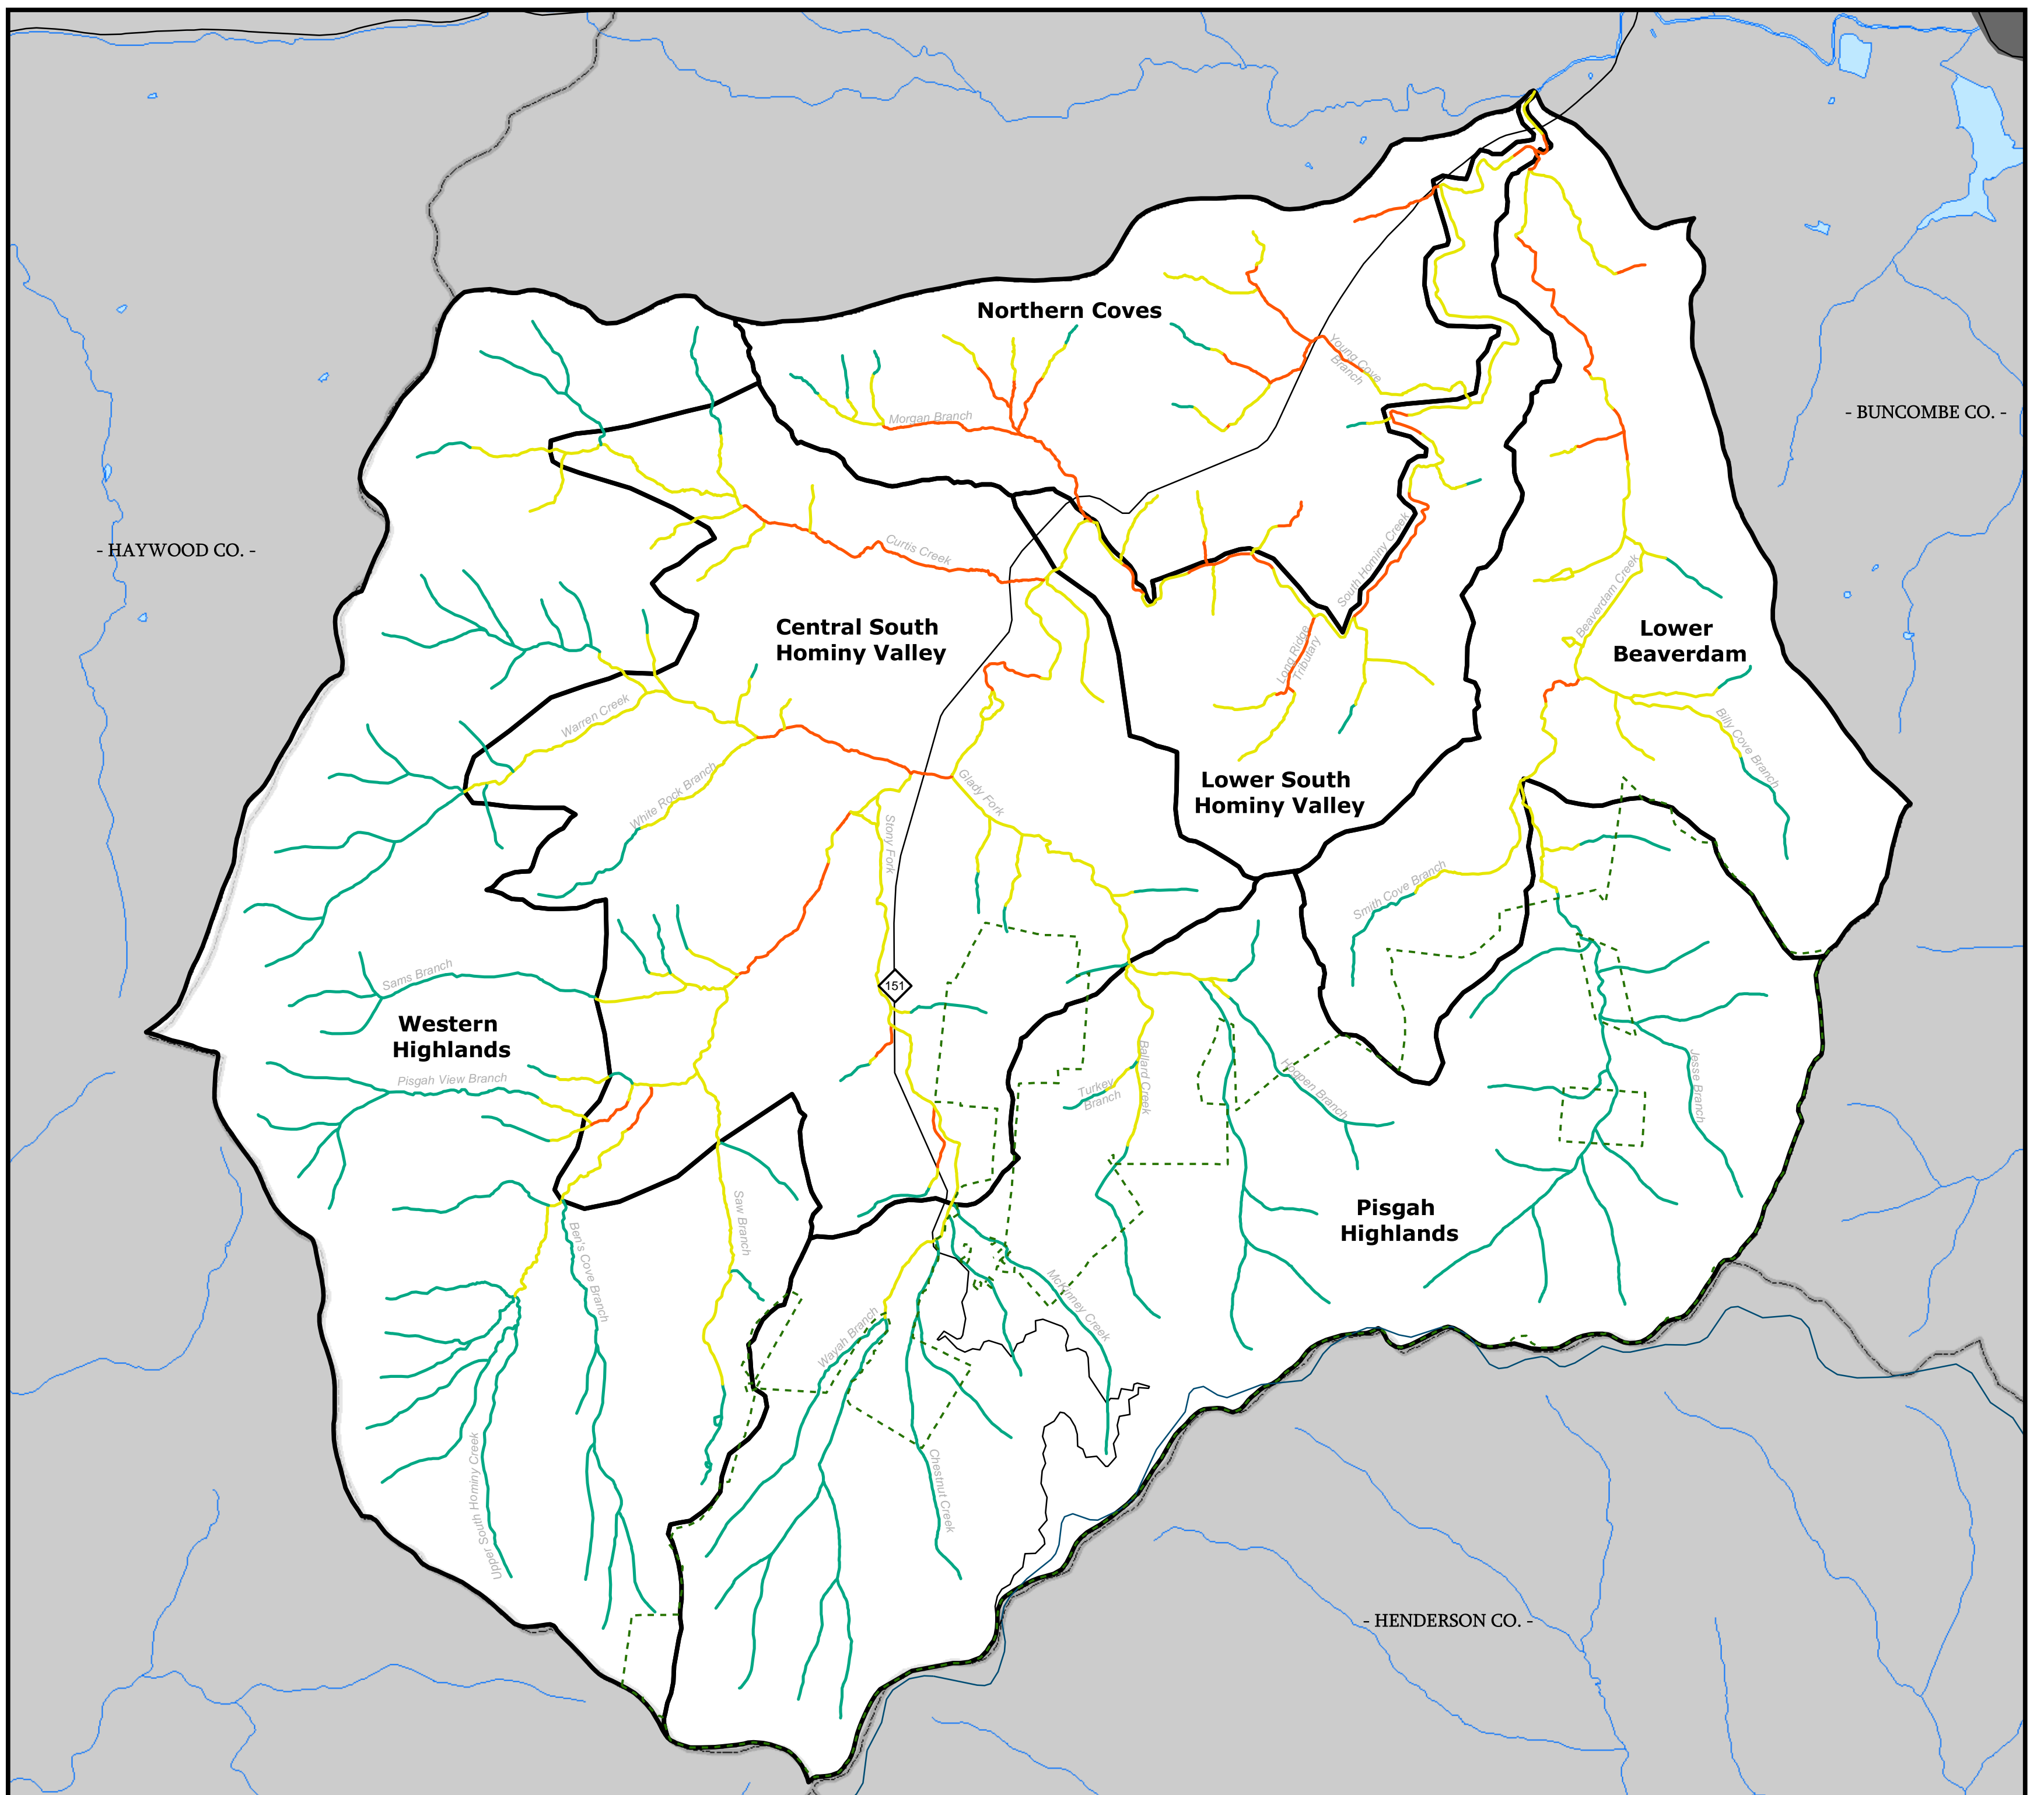 Northern Coves
Young Cove
Branch
Morgan Branch
- BUNCOMBE CO. -
- HAYWOOD CO. -
Curtis Creek
South Hominy Creek
Beaverdam Creek
Central South
Hominy Valley
Lower
Beaverdam
Long Ridge
Tributary
Warren Creek
Billy Cove Branch
Lower South
Hominy Valley
White Rock Branch
Glady Fork
Stony Fork
Smith Cove Branch
Sams Branch
151
Western
Highlands
Pisgah View Branch
Ballard Creek
Turkey
Branch
Hogpen Branch
Jesse Branch
Pisgah
Highlands
Saw Branch
Ben's Cove Branch
McKinney Creek
Wayah Branch
Upper South Hominy Creek
Chestnut Creek
- HENDERSON CO. -